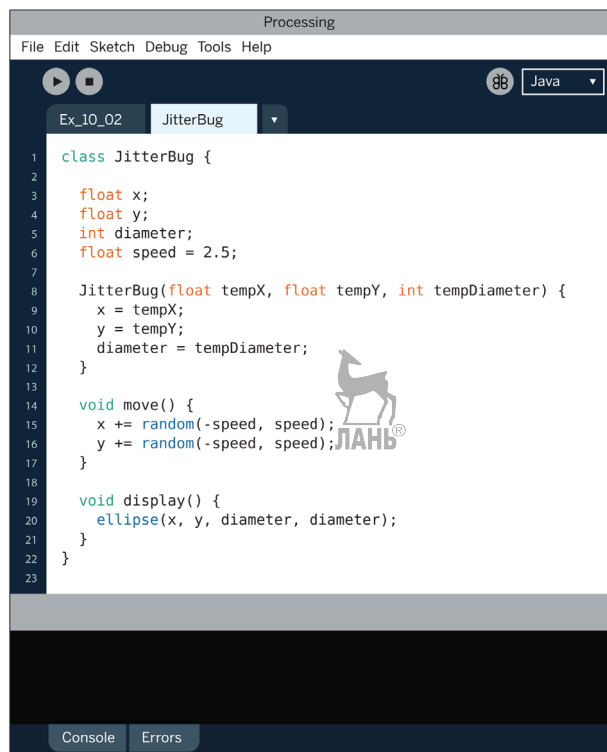 Processing
File Edit Sketch Debug Tools Help
Java
Ex_10_02 JitterBug
1 class JitterBug {
2
3 float x;
4 float y;
5 int diameter;
6 float speed = 2.5;
7
8 JitterBug(float tempX, float tempY, int tempDiameter) {
9 x = tempX;
10 y = tempY;
11 diameter = tempDiameter;
12 }
13
14 void move() {
15 x += random(-speed, speed);
16 y += random(-speed, speed);
ЛАНЬ®
17 }
18
19 void display() {
20 ellipse(x, y, diameter, diameter);
21 }
22 }
23
Console Errors